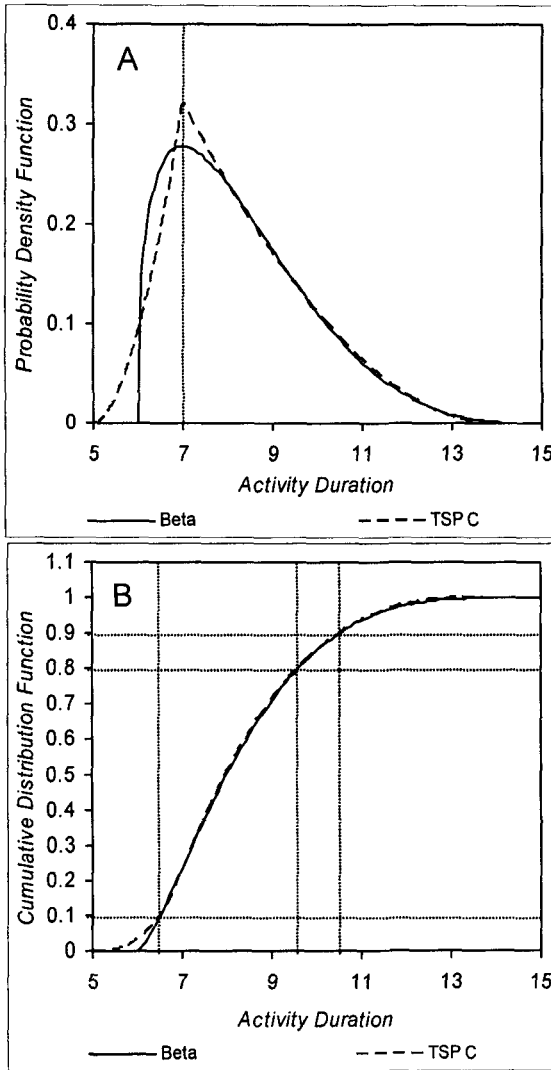 A
Probability Density Function
0.4
0.3
0.2
0.1
0
5 7 9 11 13 15
Activity Duration
Beta TSP C
B
Cumulative Distribution Function
1.1
1
0.9
0.8
0.7
0.6
0.5
0.4
0.3
0.2
0.1
0
5 7 9 11 13 15
Activity Duration
Beta TSP C